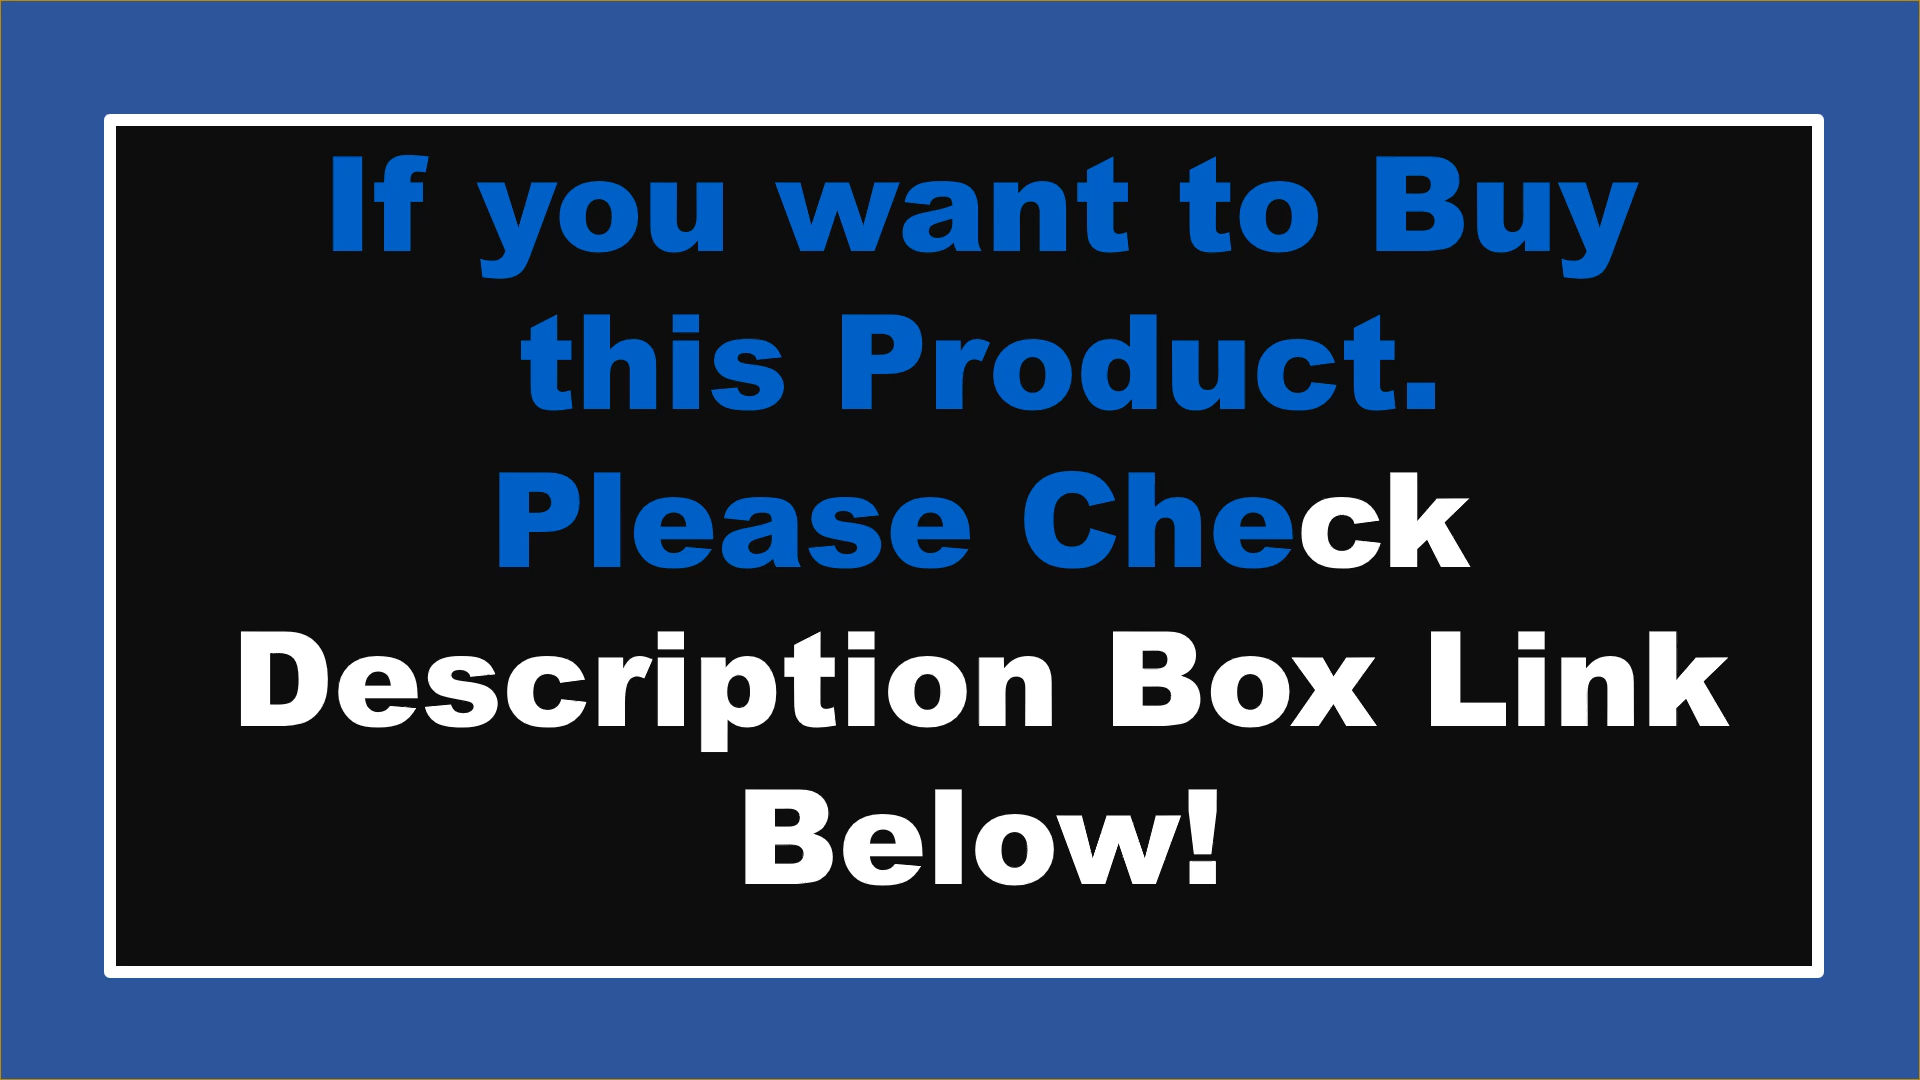 If you want to Buy
this Product.
Please Check
Description Box Link
Below!